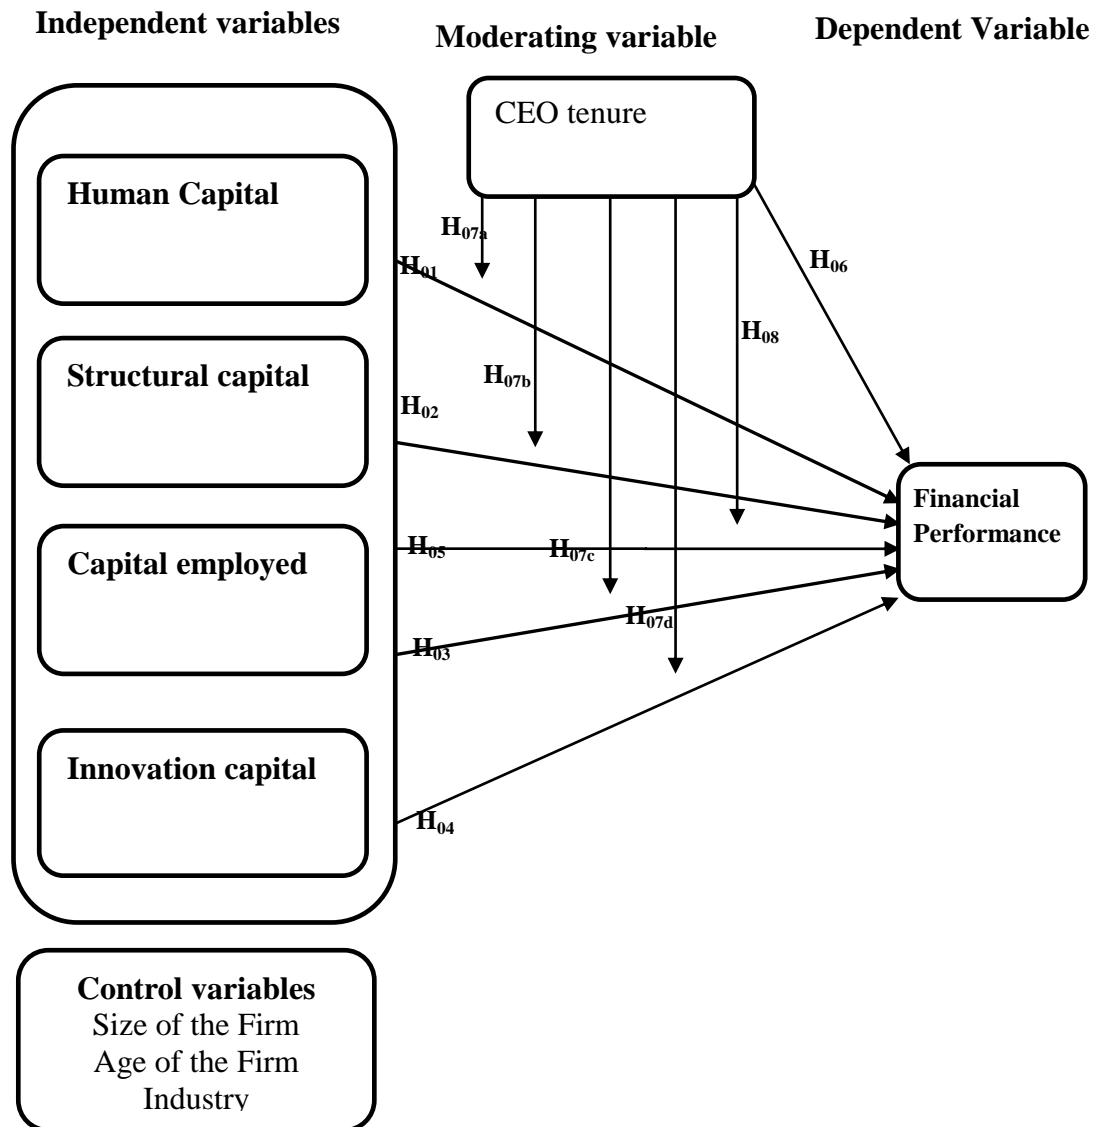 Independent variables
Moderating variable
Dependent Variable
CEO tenure
Human Capital
H07a
H01
H06
H08
Structural capital
H07b
H02
Financial
Performance
Capital employed
H05
H07c
H07d
H03
Innovation capital
H04
Control variables
Size of the Firm
Age of the Firm
Industry